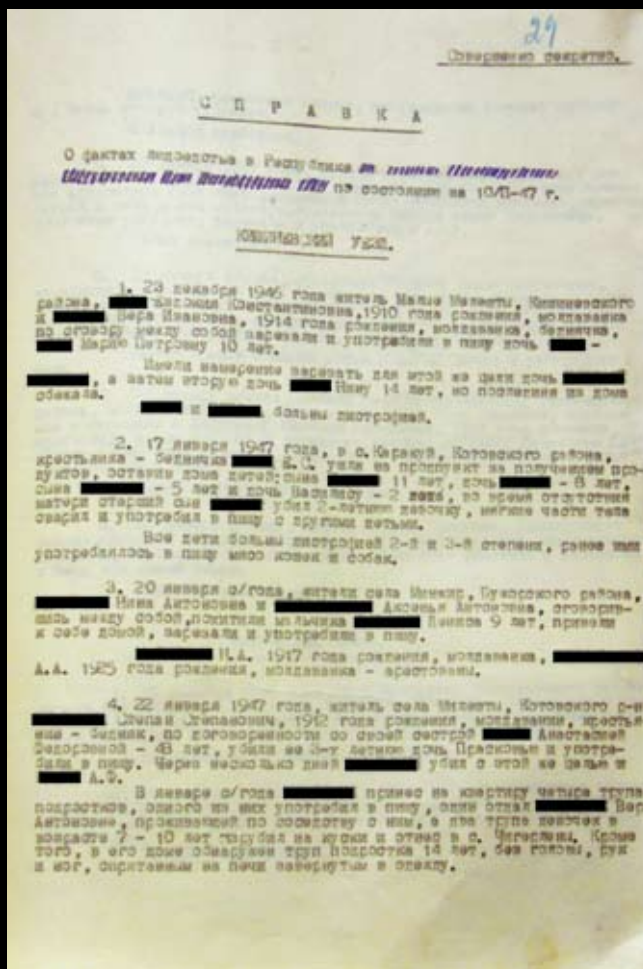 29
Совершенно секретно.
С П Р А В К А
О фактах людоедства в Республике
по состоянию на 10/II-47 г.
КИШИНЕВСКИЙ УЕЗД.
1. 23 декабря 1946 года житель Малые Милешты, Кишиневского
района, Константиновна, 1910 года рождения, молдаванка
и Вера Ивановна, 1914 года рождения, молдаванка, беднячка,
по сговору между собой зарезали и употребили в пищу дочь -
Марию Петровну 10 лет.
Имели намерение зарезать для этой же цели дочь
, а затем вторую дочь Нину 14 лет, но последняя из дома
сбежала.
и больны дистрофией.
2. 17 января 1947 года, в с. Каракуй, Котовского района,
крестьянка - беднячка ушла на продпункт за получением про-
дуктов, оставив дома детей: сына 11 лет, дочь - 8 лет,
сына - 5 лет и дочь Василису - 2 лет, во время отсутствия
матери старший сын убил 2-летнюю девочку, мягкие части тела
сварил и употребил в пищу с другими детьми.
Все дети больны дистрофией 2-й и 3-й степени, ранее ими
употреблялось в пищу мясо кошек и собак.
3. 20 января с/года, жители села Минжир, района,
Нина Антоновна и Аксенья Антоновна, сговорив-
шись между собой, похитили мальчика 9 лет, привели
к себе домой, зарезали и употребили в пищу.
Н.А. 1917 года рождения, молдаванка,
А.А. 1925 года рождения, молдаванка - арестованы.
4. 22 января 1947 года, житель села Милешты, Котовского р-н
Степан Степанович, 1912 года рождения, молдаванин, крестья
нин - бедняк, по договоренности со своей сестрой Анастасией
Федоровной - 48 лет, убили ее 3-х летнюю дочь Прасковью и употре-
били в пищу. Через несколько дней убил с этой же целью и
А.Ф.
В январе с/года принес на квартиру четыре трупа
подростков, одного из них употребил в пищу, один отдал Вере
Антоновне, проживающей по соседству с ним, а два трупа девочек в
возрасте 7 - 10 лет изрубил на куски и отнес в с. Кроме
того, в его доме обнаружен труп подростка 14 лет, без головы, рук
и ног, спрятанным на печи завернутым в одежду.